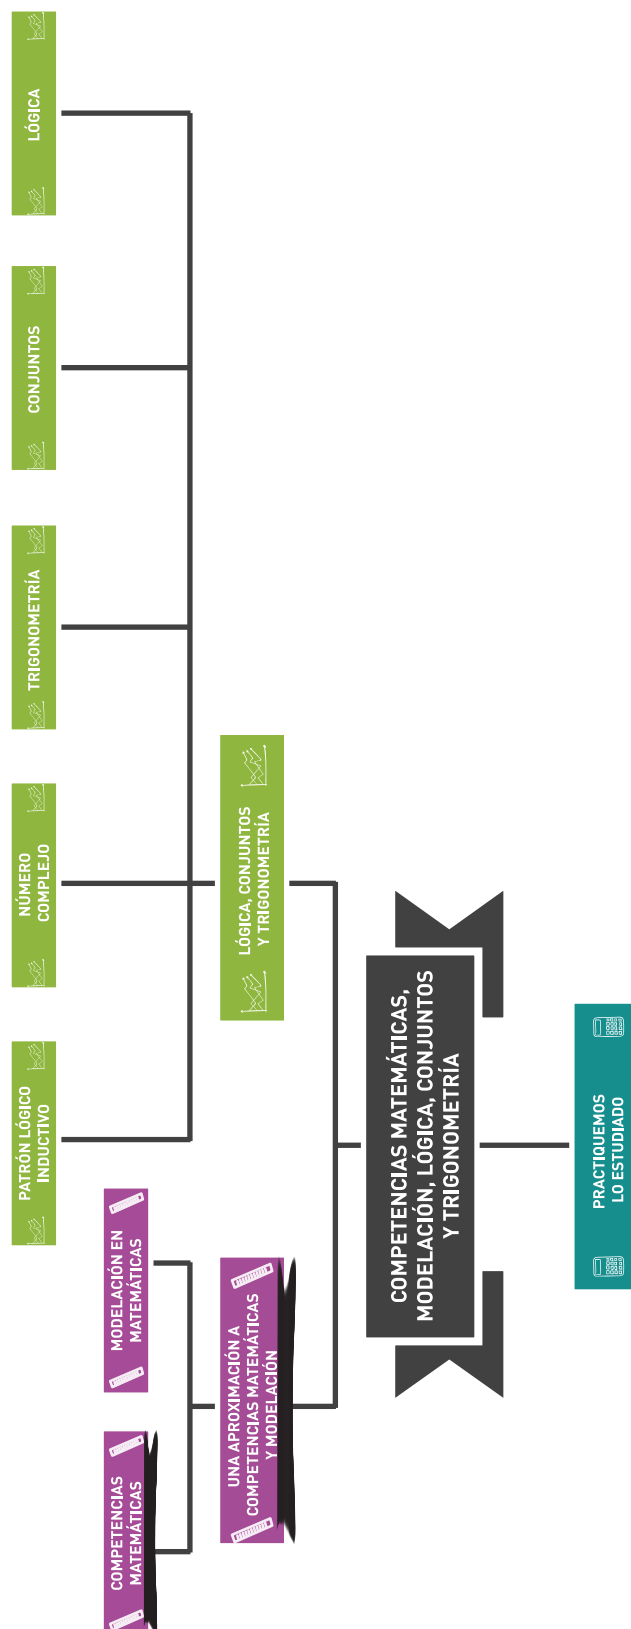 LÓGICA
CONJUNTOS
TRIGONOMETRÍA
NÚMERO
COMPLEJO
PATRÓN LÓGICO
INDUCTIVO
MODELACIÓN EN
MATEMÁTICAS
COMPETENCIAS
MATEMÁTICAS
LÓGICA, CONJUNTOS
Y TRIGONOMETRÍA
UNA APROXIMACIÓN A
COMPETENCIAS MATEMÁTICAS
Y MODELACIÓN
COMPETENCIAS MATEMÁTICAS,
MODELACIÓN, LÓGICA, CONJUNTOS
Y TRIGONOMETRÍA
PRACTIQUEMOS
LO ESTUDIADO